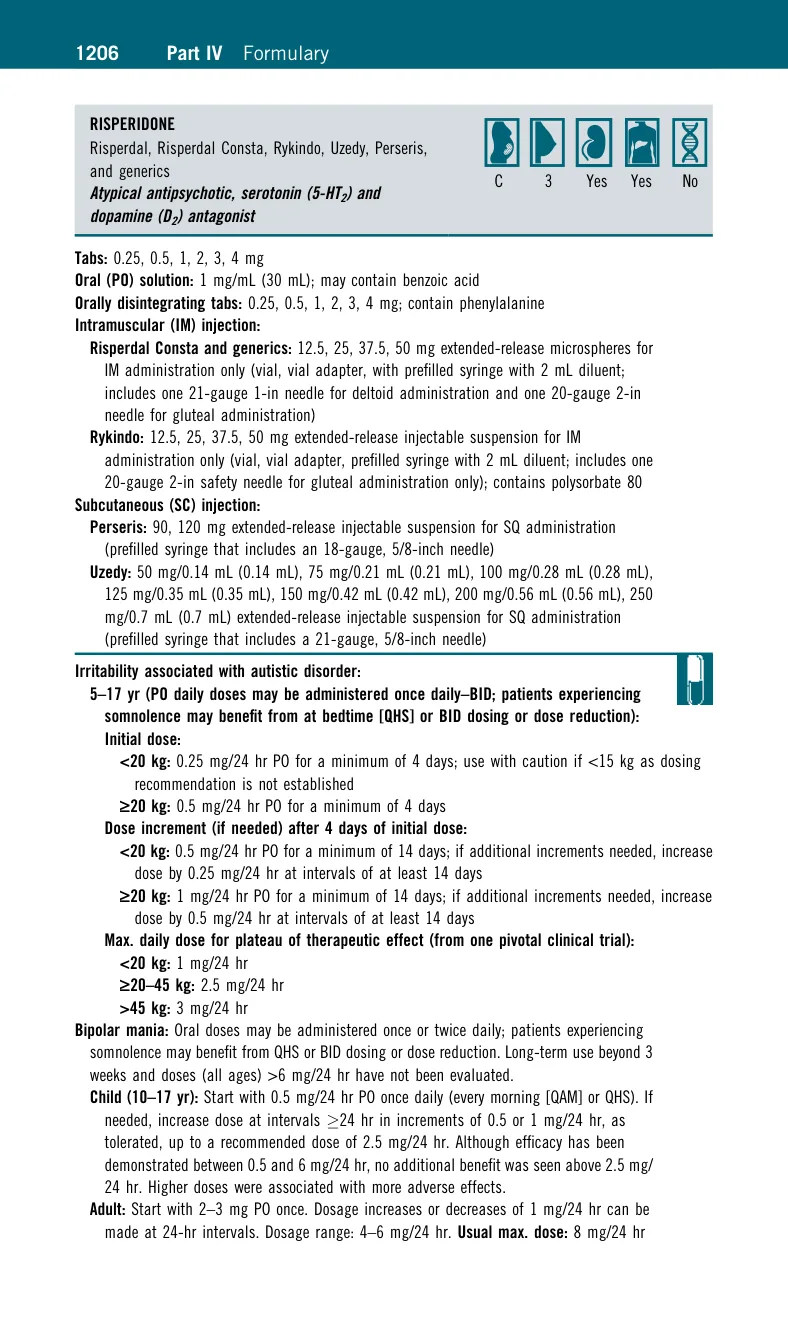 1206 Part IV Formulary
RISPERIDONE
Risperdal, Risperdal Consta, Rykindo, Uzedy, Perseris,
and generics
Atypical antipsychotic, serotonin (5-HT2) and
dopamine (D2) antagonist
C 3 Yes Yes No
Tabs: 0.25, 0.5, 1, 2, 3, 4 mg
Oral (PO) solution: 1 mg/mL (30 mL); may contain benzoic acid
Orally disintegrating tabs: 0.25, 0.5, 1, 2, 3, 4 mg; contain phenylalanine
Intramuscular (IM) injection:
Risperdal Consta and generics: 12.5, 25, 37.5, 50 mg extended-release microspheres for
IM administration only (vial, vial adapter, with prefilled syringe with 2 mL diluent;
includes one 21-gauge 1-in needle for deltoid administration and one 20-gauge 2-in
needle for gluteal administration)
Rykindo: 12.5, 25, 37.5, 50 mg extended-release injectable suspension for IM
administration only (vial, vial adapter, prefilled syringe with 2 mL diluent; includes one
20-gauge 2-in safety needle for gluteal administration only); contains polysorbate 80
Subcutaneous (SC) injection:
Perseris: 90, 120 mg extended-release injectable suspension for SQ administration
(prefilled syringe that includes an 18-gauge, 5/8-inch needle)
Uzedy: 50 mg/0.14 mL (0.14 mL), 75 mg/0.21 mL (0.21 mL), 100 mg/0.28 mL (0.28 mL),
125 mg/0.35 mL (0.35 mL), 150 mg/0.42 mL (0.42 mL), 200 mg/0.56 mL (0.56 mL), 250
mg/0.7 mL (0.7 mL) extended-release injectable suspension for SQ administration
(prefilled syringe that includes a 21-gauge, 5/8-inch needle)
Irritability associated with autistic disorder:
5–17 yr (PO daily doses may be administered once daily–BID; patients experiencing
somnolence may benefit from at bedtime [QHS] or BID dosing or dose reduction):
Initial dose:
<20 kg: 0.25 mg/24 hr PO for a minimum of 4 days; use with caution if <15 kg as dosing
recommendation is not established
≥20 kg: 0.5 mg/24 hr PO for a minimum of 4 days
Dose increment (if needed) after 4 days of initial dose:
<20 kg: 0.5 mg/24 hr PO for a minimum of 14 days; if additional increments needed, increase
dose by 0.25 mg/24 hr at intervals of at least 14 days
≥20 kg: 1 mg/24 hr PO for a minimum of 14 days; if additional increments needed, increase
dose by 0.5 mg/24 hr at intervals of at least 14 days
Max. daily dose for plateau of therapeutic effect (from one pivotal clinical trial):
<20 kg: 1 mg/24 hr
≥20–45 kg: 2.5 mg/24 hr
>45 kg: 3 mg/24 hr
Bipolar mania: Oral doses may be administered once or twice daily; patients experiencing
somnolence may benefit from QHS or BID dosing or dose reduction. Long-term use beyond 3
weeks and doses (all ages) >6 mg/24 hr have not been evaluated.
Child (10–17 yr): Start with 0.5 mg/24 hr PO once daily (every morning [QAM] or QHS). If
needed, increase dose at intervals ≥24 hr in increments of 0.5 or 1 mg/24 hr, as
tolerated, up to a recommended dose of 2.5 mg/24 hr. Although efficacy has been
demonstrated between 0.5 and 6 mg/24 hr, no additional benefit was seen above 2.5 mg/
24 hr. Higher doses were associated with more adverse effects.
Adult: Start with 2–3 mg PO once. Dosage increases or decreases of 1 mg/24 hr can be
made at 24-hr intervals. Dosage range: 4–6 mg/24 hr. Usual max. dose: 8 mg/24 hr